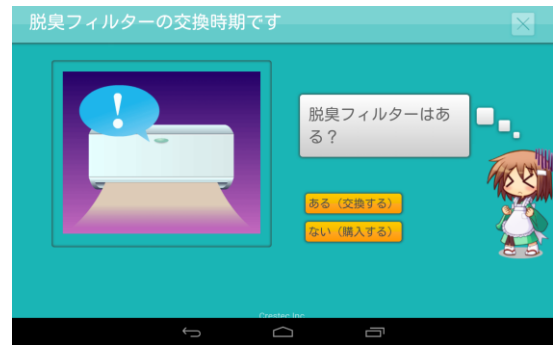 脱臭フィルターの交換時期です
!
脱臭フィルターはあ
る？
ある（交換する）
ない（購入する）
Crestec Inc